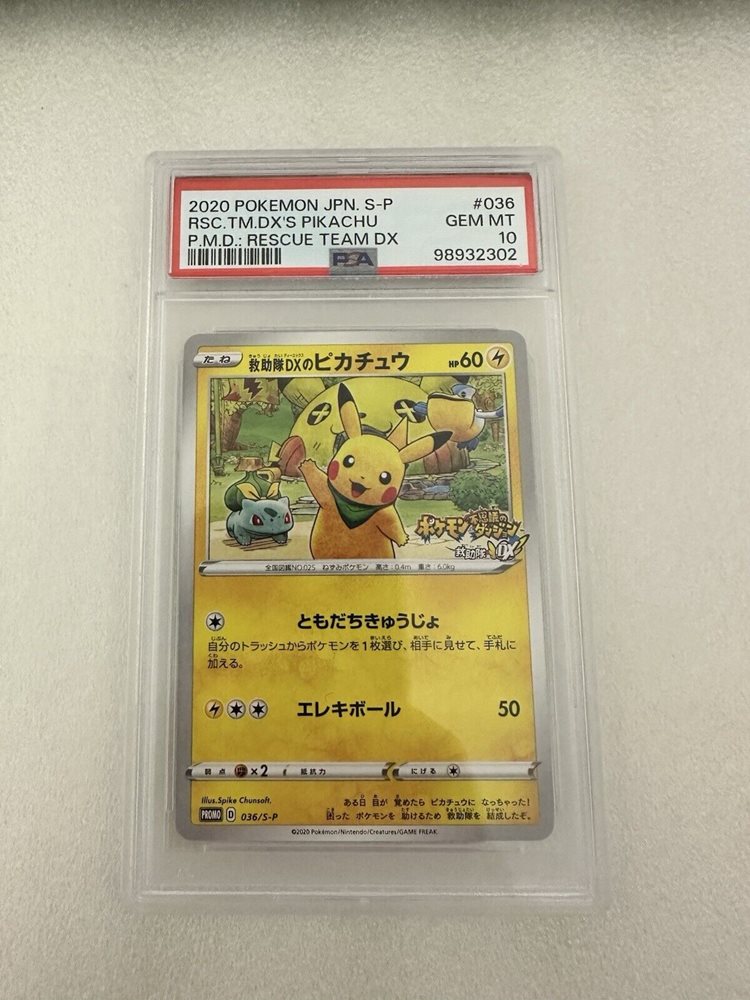 2020 POKEMON JPN. S-P #036
RSC.TM.DX'S PIKACHU GEM MT
P.M.D.: RESCUE TEAM DX 10
PSA 98932302
たね 救助隊DXのピカチュウ HP60
ポケモン不思議のダンジョン
救助隊DX
全国図鑑NO.025 ねずみポケモン 高さ:0.4m 重さ:6.0kg
ともだちきゅうじょ
自分のトラッシュからポケモンを1枚選び、相手に見せて、手札に
加える。
エレキボール 50
弱点 ×2 抵抗力 にげる
Illus.Spike Chunsoft.
ある日 目が 覚めたら ピカチュウに なっちゃった!
困った ポケモンを 助けるため 救助隊を 結成したぞ。
PROMO D 036/S-P
©2020 Pokémon/Nintendo/Creatures/GAME FREAK